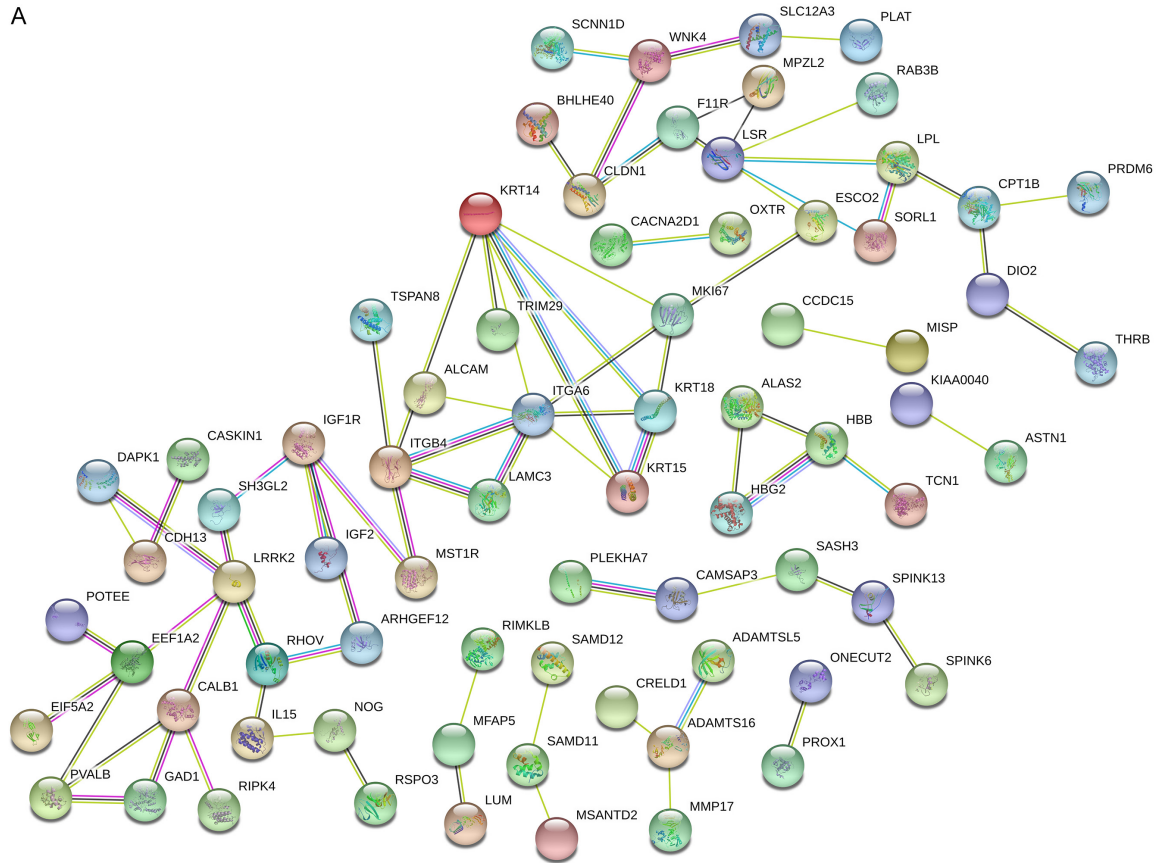 A
SLC12A3
PLAT
SCNN1D
WNK4
MPZL2
RAB3B
BHLHE40
F11R
LSR
LPL
CLDN1
PRDM6
CPT1B
KRT14
ESCO2
OXTR
SORL1
CACNA2D1
DIO2
MKI67
TSPAN8
TRIM29
CCDC15
MISP
THRB
ALCAM
ITGA6
KRT18
ALAS2
KIAA0040
HBB
IGF1R
CASKIN1
ITGB4
ASTN1
DAPK1
LAMC3
KRT15
SH3GL2
HBG2
TCN1
CDH13
IGF2
LRRK2
MST1R
SASH3
PLEKHA7
CAMSAP3
SPINK13
POTEE
EEF1A2
RHOV
ARHGEF12
RIMKLB
SAMD12
ADAMTSL5
ONECUT2
SPINK6
CALB1
CRELD1
EIF5A2
IL15
NOG
MFAP5
SAMD11
ADAMTS16
PROX1
PVALB
GAD1
RIPK4
RSPO3
LUM
MSANTD2
MMP17